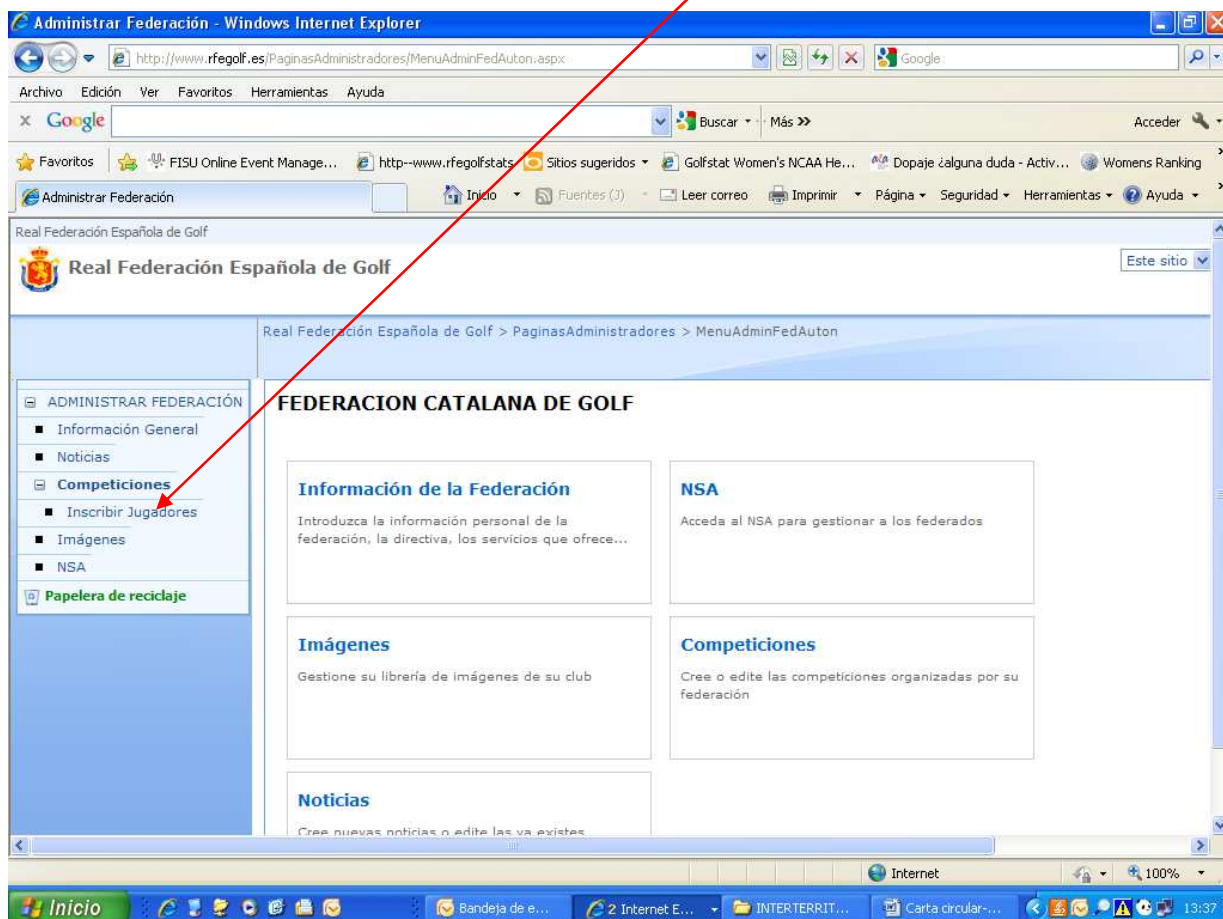 Administrar Federación - Windows Internet Explorer
http://www.rfegolf.es/PaginasAdministradores/MenuAdminFedAuton.aspx
Google
Archivo Edición Ver Favoritos Herramientas Ayuda
x Google
Buscar
Más >>
Acceder
Favoritos
FISU Online Event Manage...
http--www.rfegolfstats
Sitios sugeridos
Golfstat Women's NCAA He...
Dopaje ¿alguna duda - Activ...
Womens Ranking
Administrar Federación
Inicio
Fuentes (J)
Leer correo
Imprimir
Página
Seguridad
Herramientas
Ayuda
Real Federación Española de Golf
Real Federación Española de Golf
Este sitio
Real Federación Española de Golf > PaginasAdministradores > MenuAdminFedAuton
ADMINISTRAR FEDERACIÓN
Información General
Noticias
Competiciones
Inscribir Jugadores
Imágenes
NSA
Papelera de reciclaje
FEDERACION CATALANA DE GOLF
Información de la Federación
Introduzca la información personal de la
federación, la directiva, los servicios que ofrece...
NSA
Acceda al NSA para gestionar a los federados
Imágenes
Gestione su librería de imágenes de su club
Competiciones
Cree o edite las competiciones organizadas por su
federación
Noticias
Cree nuevas noticias o edite las ya existes
Internet
100%
Inicio
Bandeja de e...
2 Internet E...
INTERTERRIT...
Carta circular-...
13:37